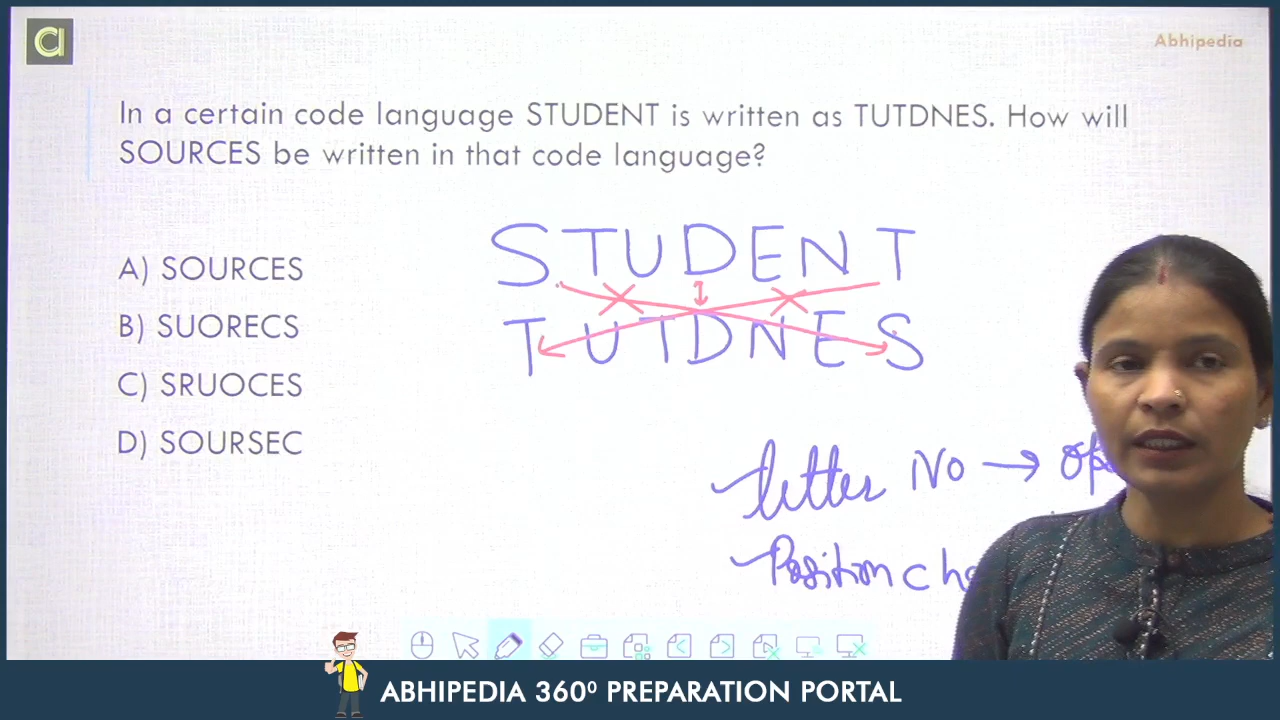 Abhipedia
In a certain code language STUDENT is written as TUTDNES. How will
SOURCES be written in that code language?
A) SOURCES
B) SUORECS
C) SRUOCES
D) SOURSEC
STUDENT
TUTDNES
letter No →
Position
ABHIPEDIA 360⁰ PREPARATION PORTAL